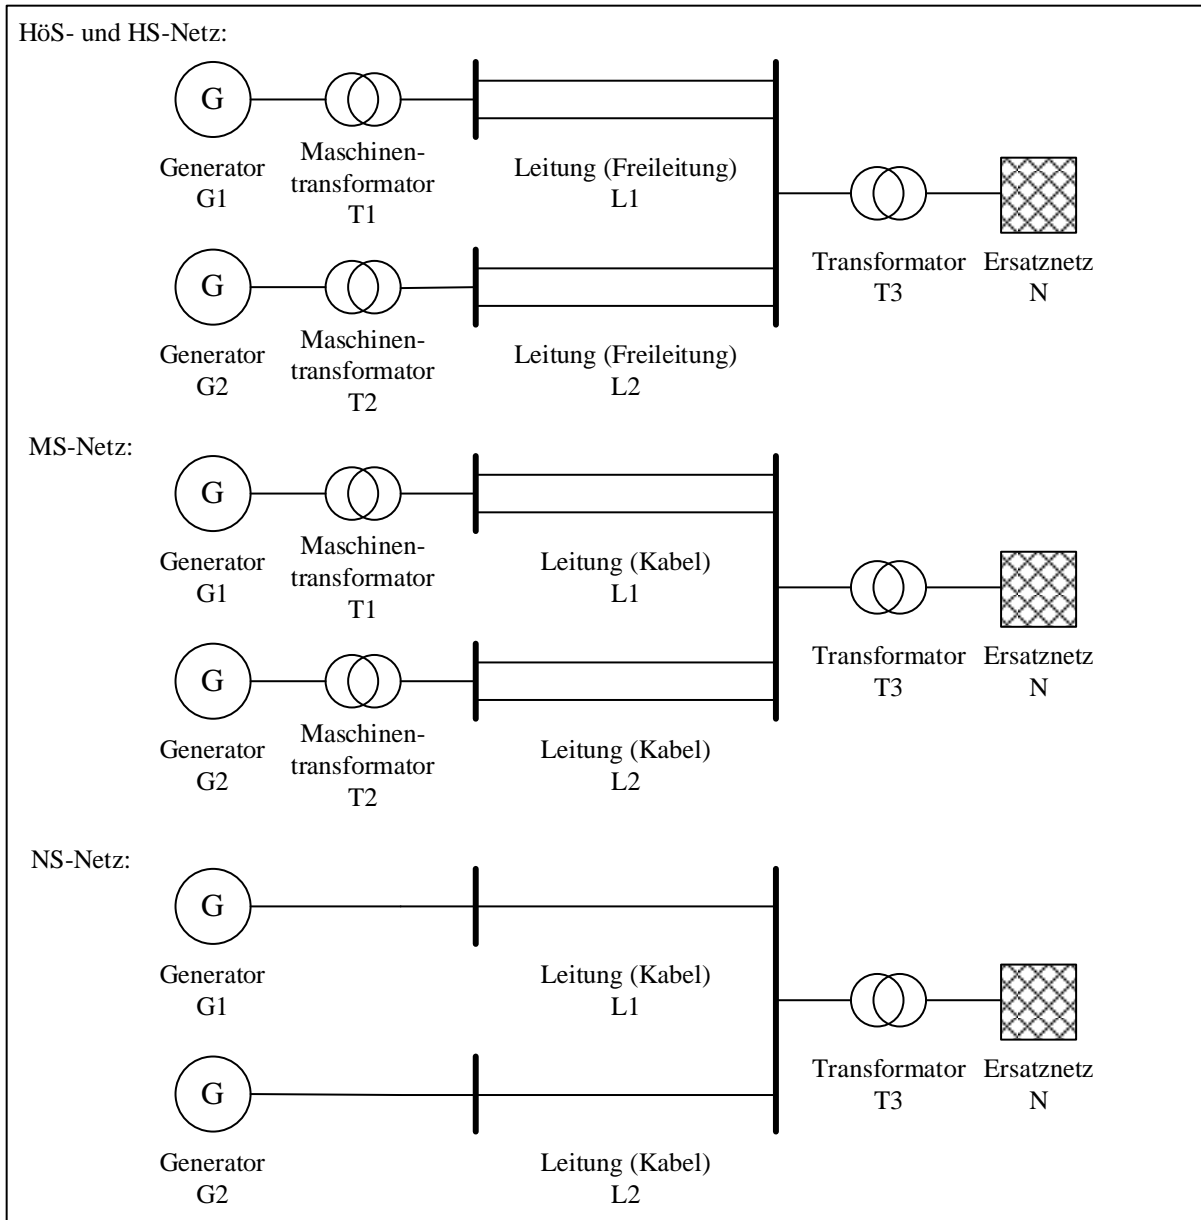 HöS- und HS-Netz:
G
Generator
G1
Maschinen-
transformator
T1
Leitung (Freileitung)
L1
G
Generator
G2
Maschinen-
transformator
T2
Leitung (Freileitung)
L2
Transformator
T3
Ersatznetz
N
MS-Netz:
G
Generator
G1
Maschinen-
transformator
T1
Leitung (Kabel)
L1
G
Generator
G2
Maschinen-
transformator
T2
Leitung (Kabel)
L2
Transformator
T3
Ersatznetz
N
NS-Netz:
G
Generator
G1
Leitung (Kabel)
L1
G
Generator
G2
Leitung (Kabel)
L2
Transformator
T3
Ersatznetz
N